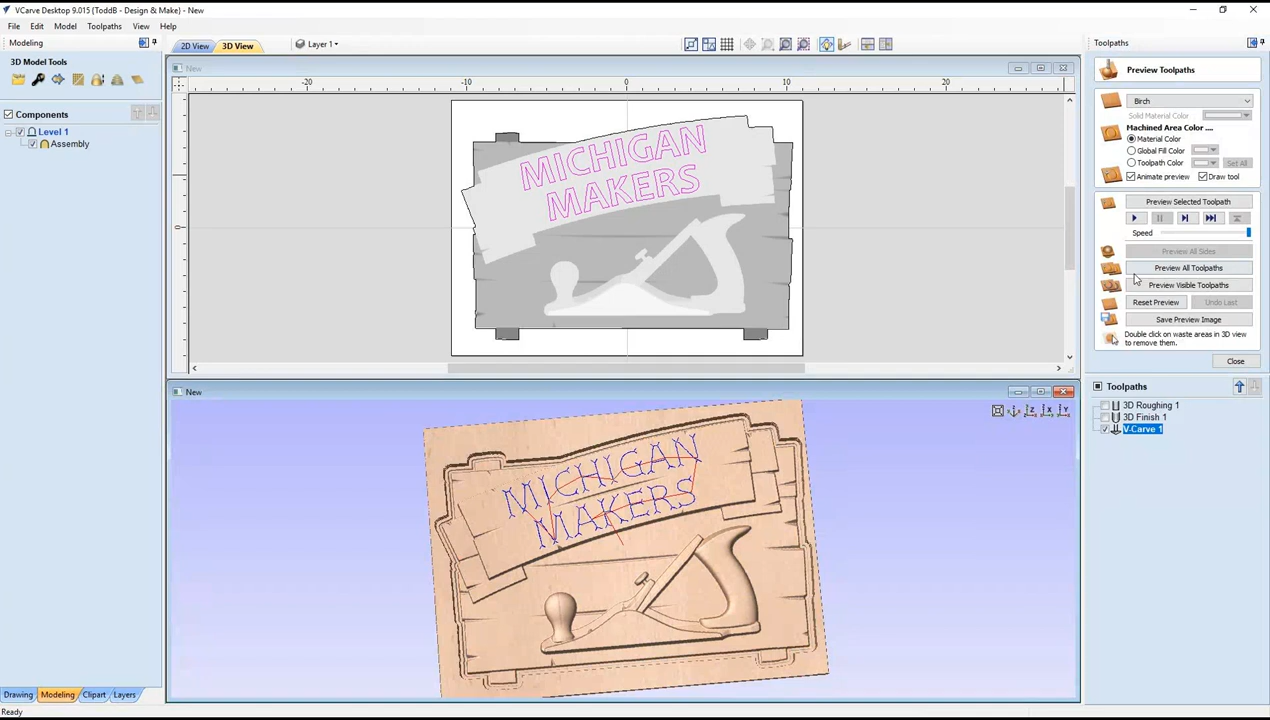 VCarve Desktop 9.015 (ToddB - Design & Make) - New
File Edit Model Toolpaths View Help
Modeling
2D View 3D View Layer 1
Toolpaths
3D Model Tools
Components
Level 1
Assembly
New
-20 -10 0 10 20
0
MICHIGAN
MAKERS
New
Z X Y
MICHIGAN
MAKERS
Preview Toolpaths
Birch
Solid Material Color
Machined Area Color ....
Material Color
Global Fill Color
Toolpath Color Set All
Animate preview Draw tool
Preview Selected Toolpath
Speed
Preview All Sides
Preview All Toolpaths
Preview Visible Toolpaths
Reset Preview Undo Last
Save Preview Image
Double click on waste areas in 3D view
to remove them.
Close
Toolpaths
3D Roughing 1
3D Finish 1
V-Carve 1
Drawing Modeling Clipart Layers
Ready